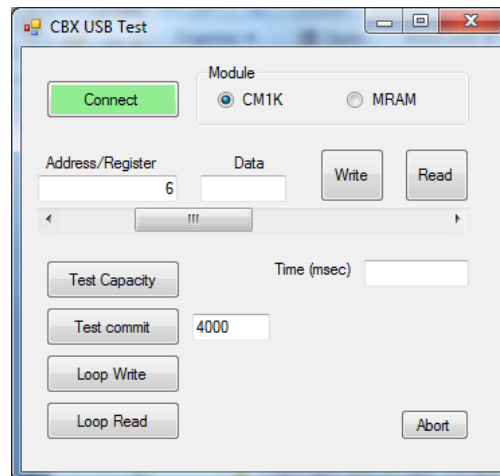 CBX USB Test
Module
Connect
CM1K
MRAM
Address/Register
Data
Write
Read
6
Test Capacity
Time (msec)
Test commit
4000
Loop Write
Loop Read
Abort